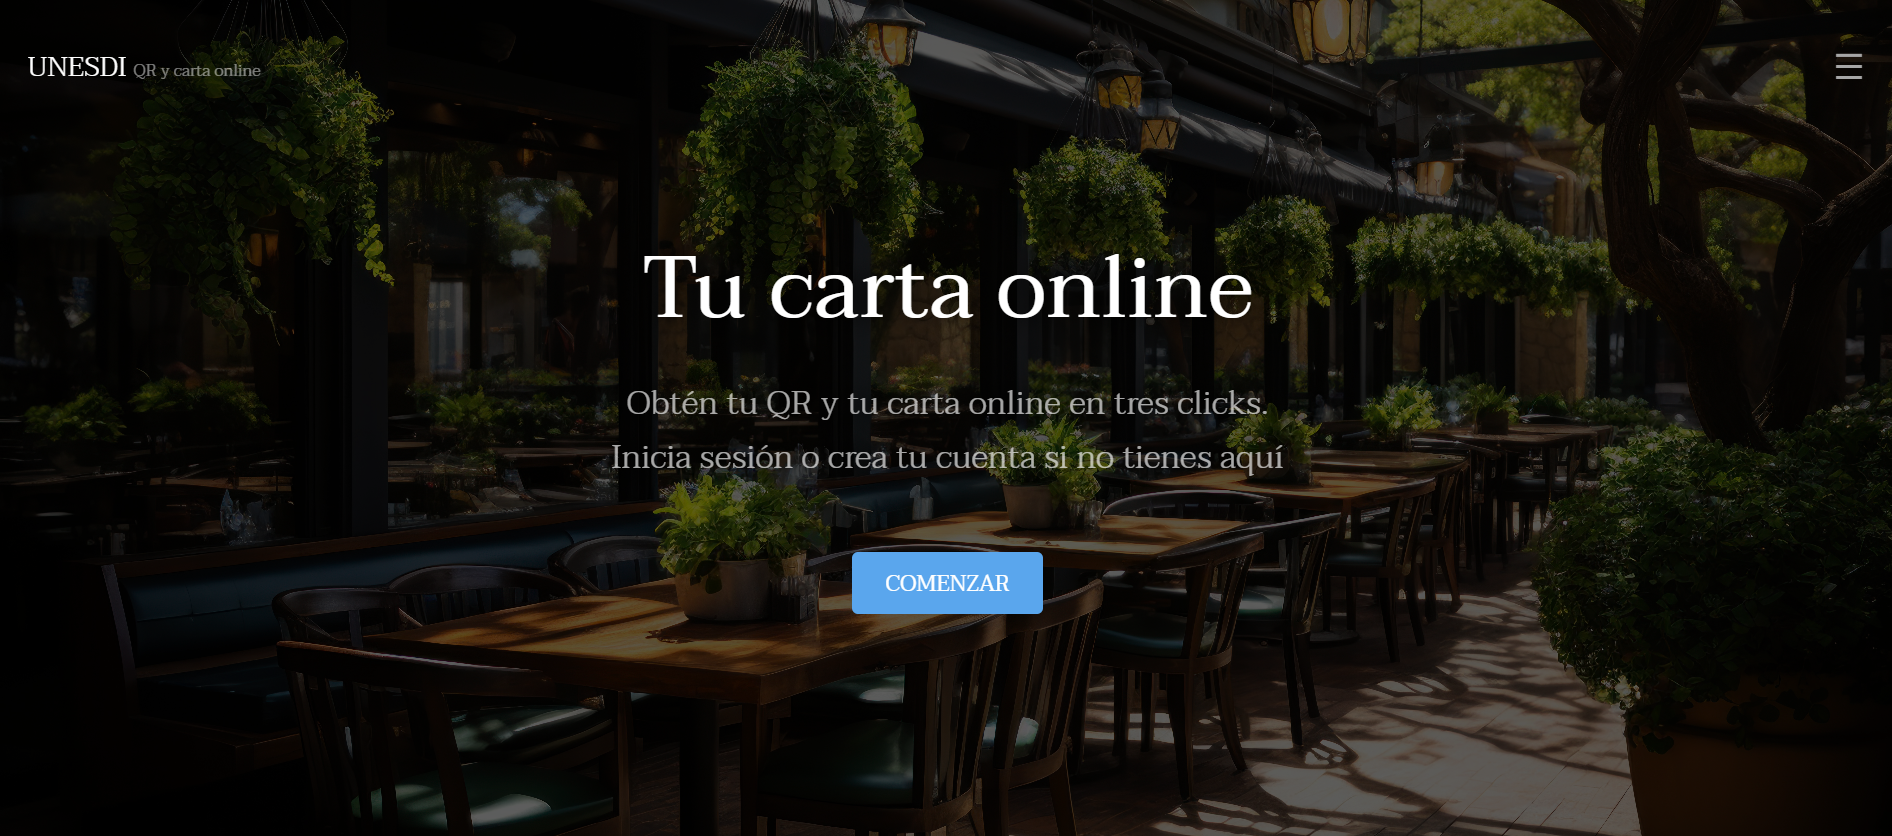 UNESDI QR y carta online
Tu carta online
Obtén tu QR y tu carta online en tres clicks.
Inicia sesión o crea tu cuenta si no tienes aquí
COMENZAR